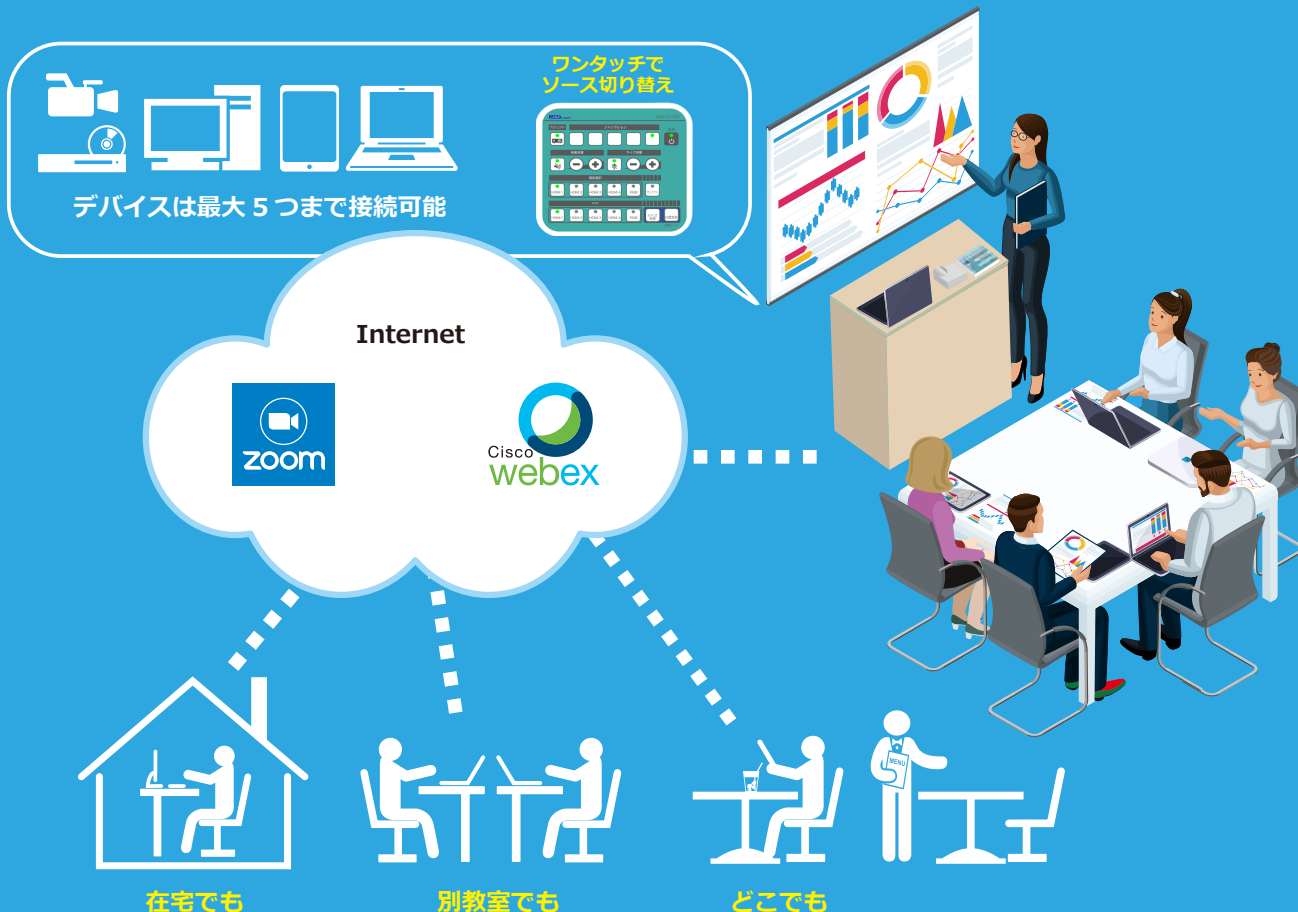 ワンタッチで
ソース切り替え
デバイスは最大 5 つまで接続可能
Internet
zoom
Cisco
webex
MENU
在宅でも
別教室でも
どこでも